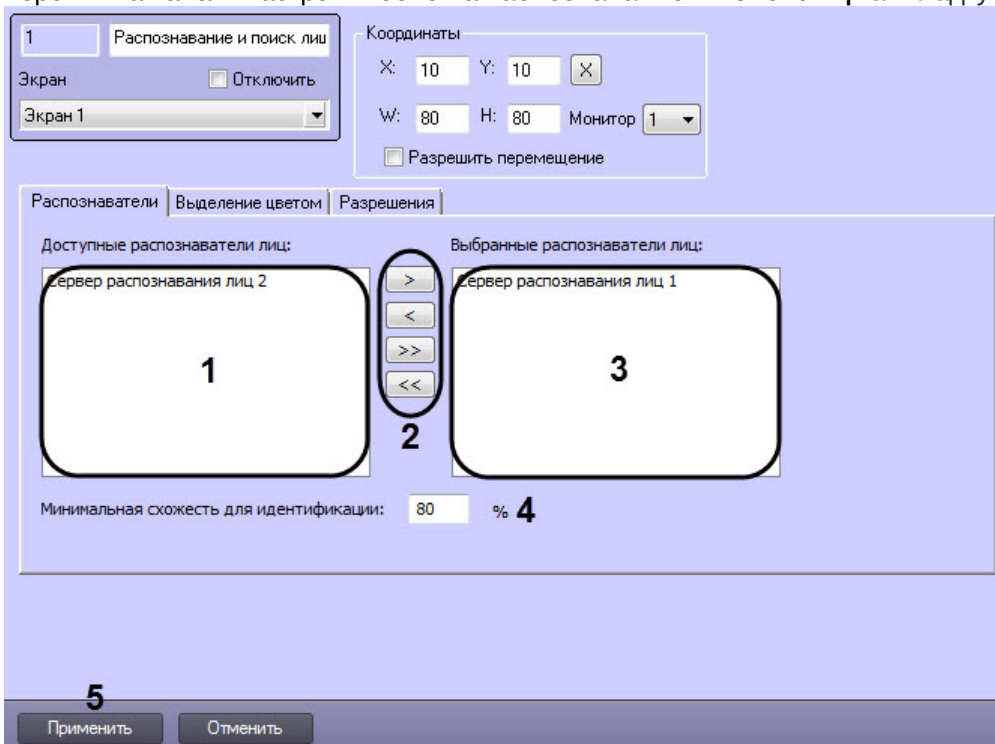 1 Распознавание и поиск лиц
Экран Отключить
Экран 1
Координаты
X: 10 Y: 10 X
W: 80 H: 80 Монитор 1
Разрешить перемещение
Распознаватели Выделение цветом Разрешения
Доступные распознаватели лиц: Выбранные распознаватели лиц:
Сервер распознавания лиц 2 > Сервер распознавания лиц 1
<
>>
<<
1 2 3
Минимальная схожесть для идентификации: 80 % 4
5
Применить Отменить